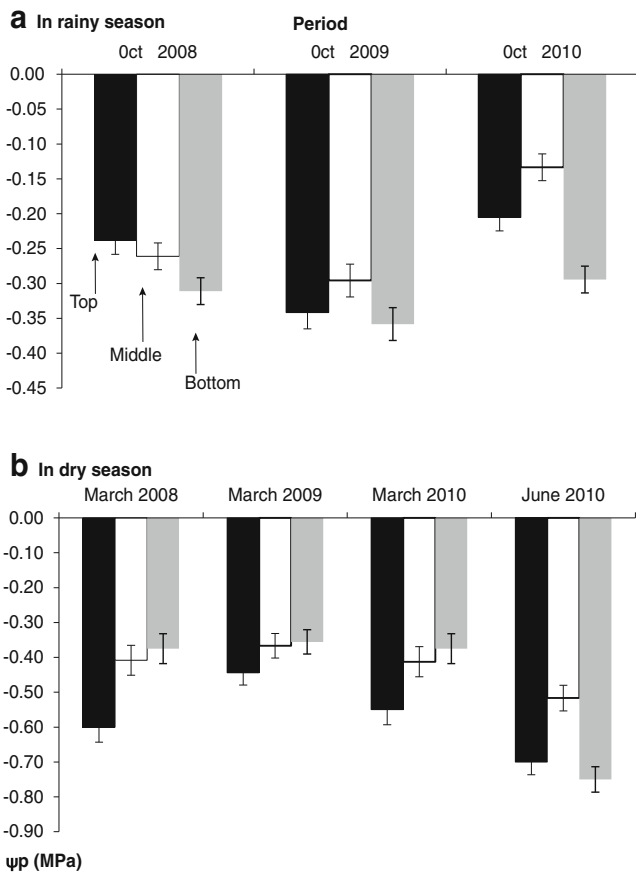 a In rainy season Period
0ct 2008 0ct 2009 0ct 2010
0.00
-0.05
-0.10
-0.15
-0.20
-0.25
-0.30
-0.35
-0.40
-0.45
Top
Middle
Bottom
b In dry season
March 2008 March 2009 March 2010 June 2010
0.00
-0.10
-0.20
-0.30
-0.40
-0.50
-0.60
-0.70
-0.80
-0.90
ψp (MPa)